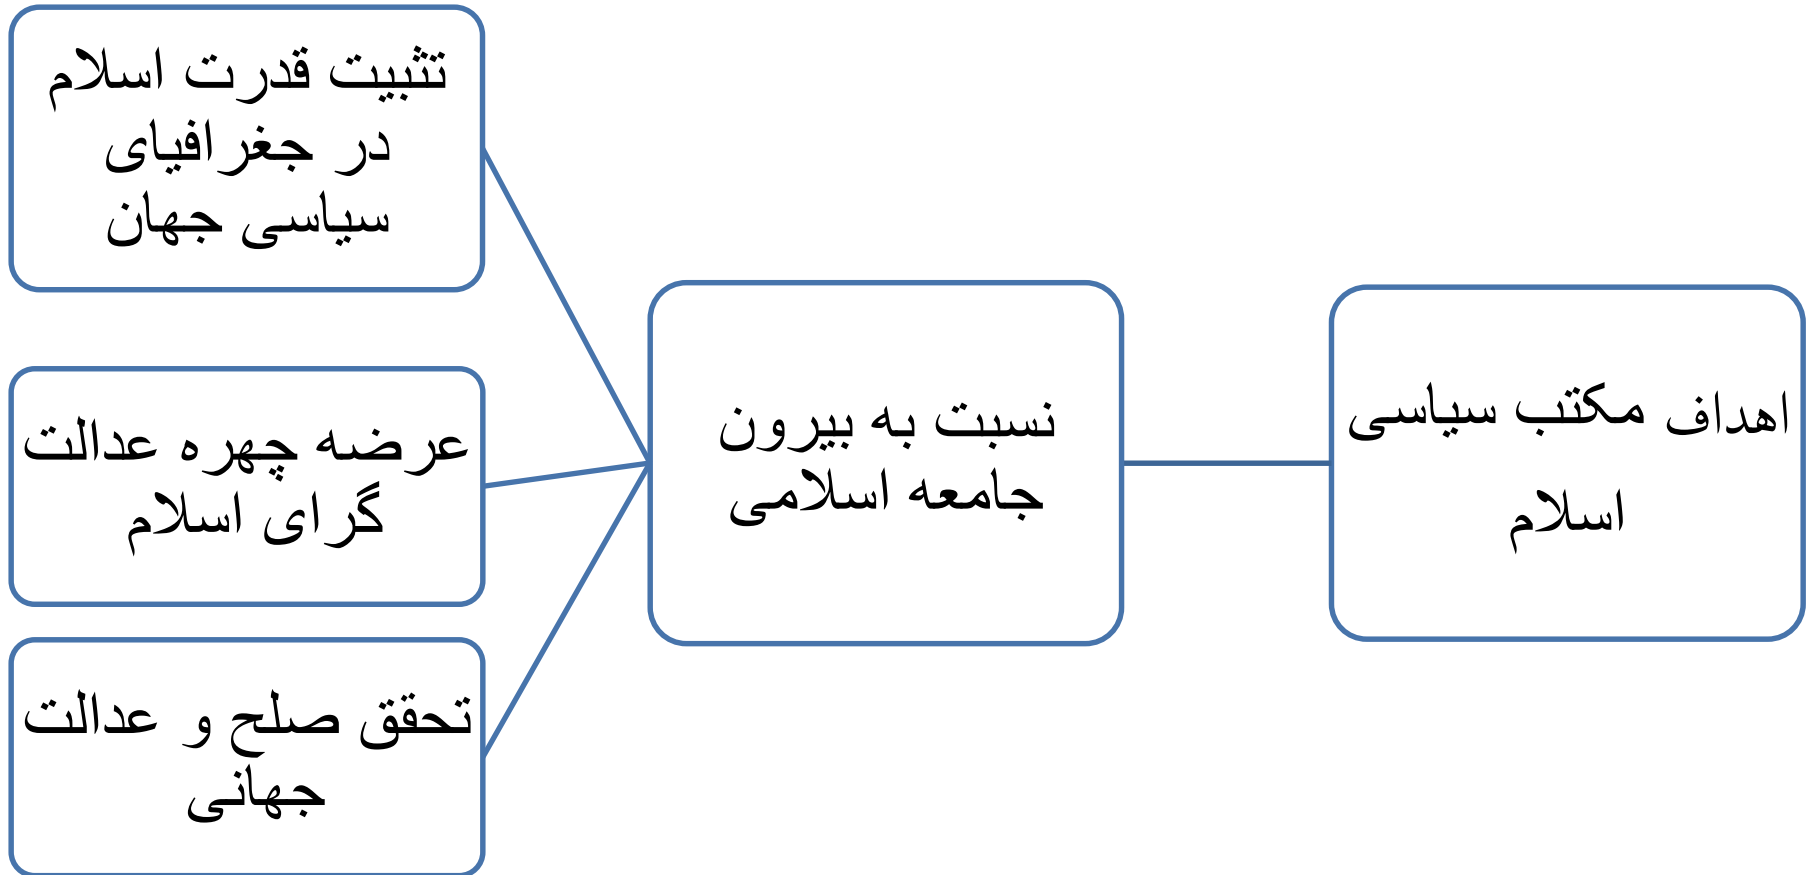 اهداف مکتب سیاسی
اسلام
نسبت به بیرون
جامعه اسلامی
تثبیت قدرت اسلام
در جغرافیای
سیاسی جهان
عرضه چهره عدالت
گرای اسلام
تحقق صلح و عدالت
جهانی